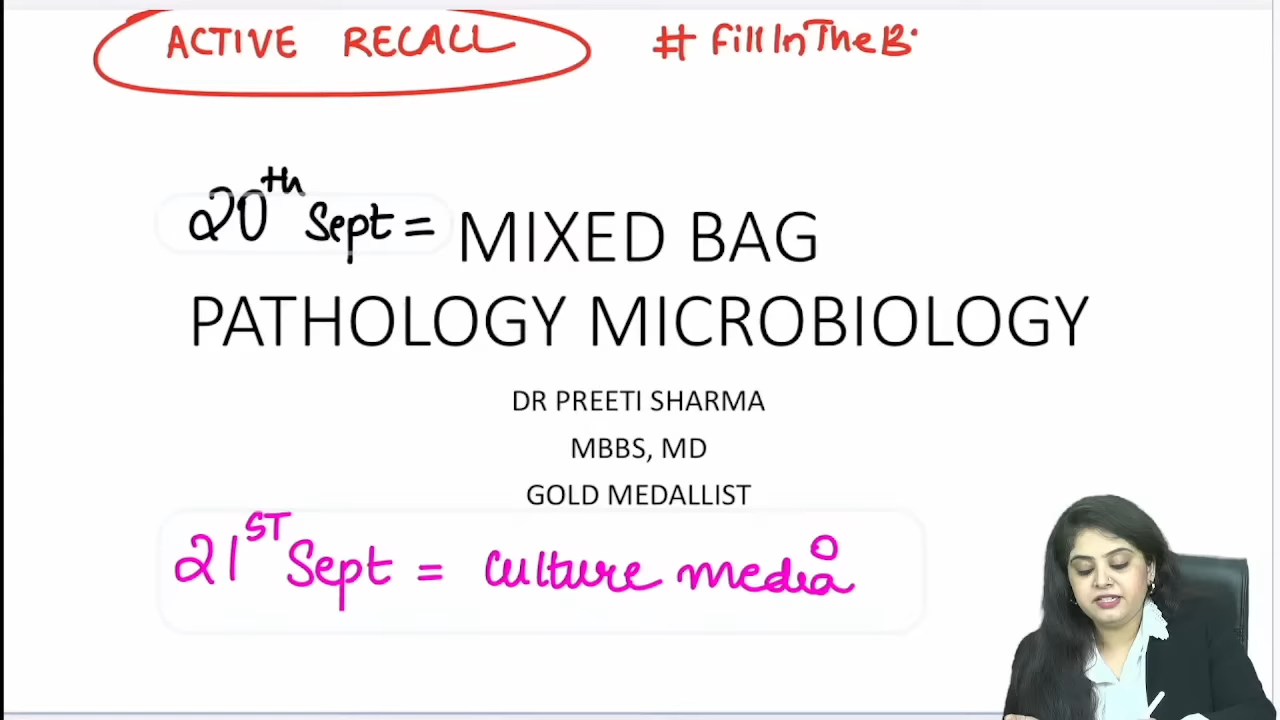 ACTIVE RECALL # FillInTheB
20th Sept = MIXED BAG
PATHOLOGY MICROBIOLOGY
DR PREETI SHARMA
MBBS, MD
GOLD MEDALLIST
21ST Sept = Culture media